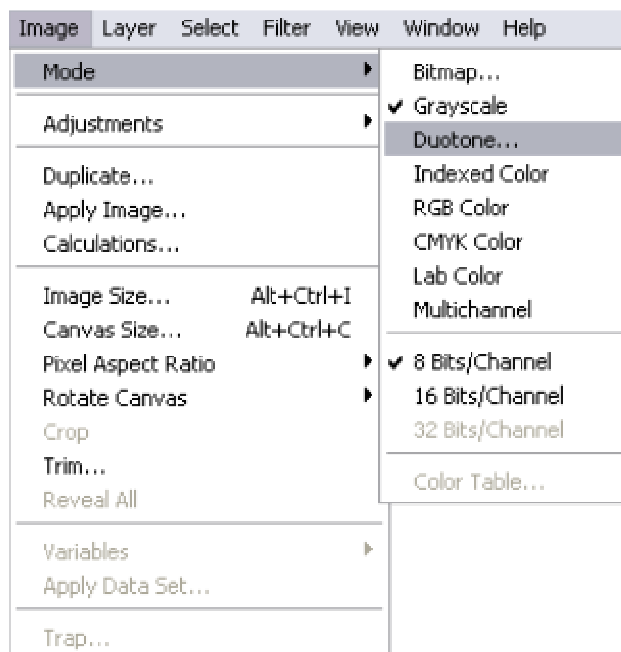 Image Layer Select Filter View Window Help
Mode
Adjustments
Duplicate...
Apply Image...
Calculations...
Image Size... Alt+Ctrl+I
Canvas Size... Alt+Ctrl+C
Pixel Aspect Ratio
Rotate Canvas
Crop
Trim...
Reveal All
Variables
Apply Data Set...
Trap...
Bitmap...
Grayscale
Duotone...
Indexed Color
RGB Color
CMYK Color
Lab Color
Multichannel
8 Bits/Channel
16 Bits/Channel
32 Bits/Channel
Color Table...